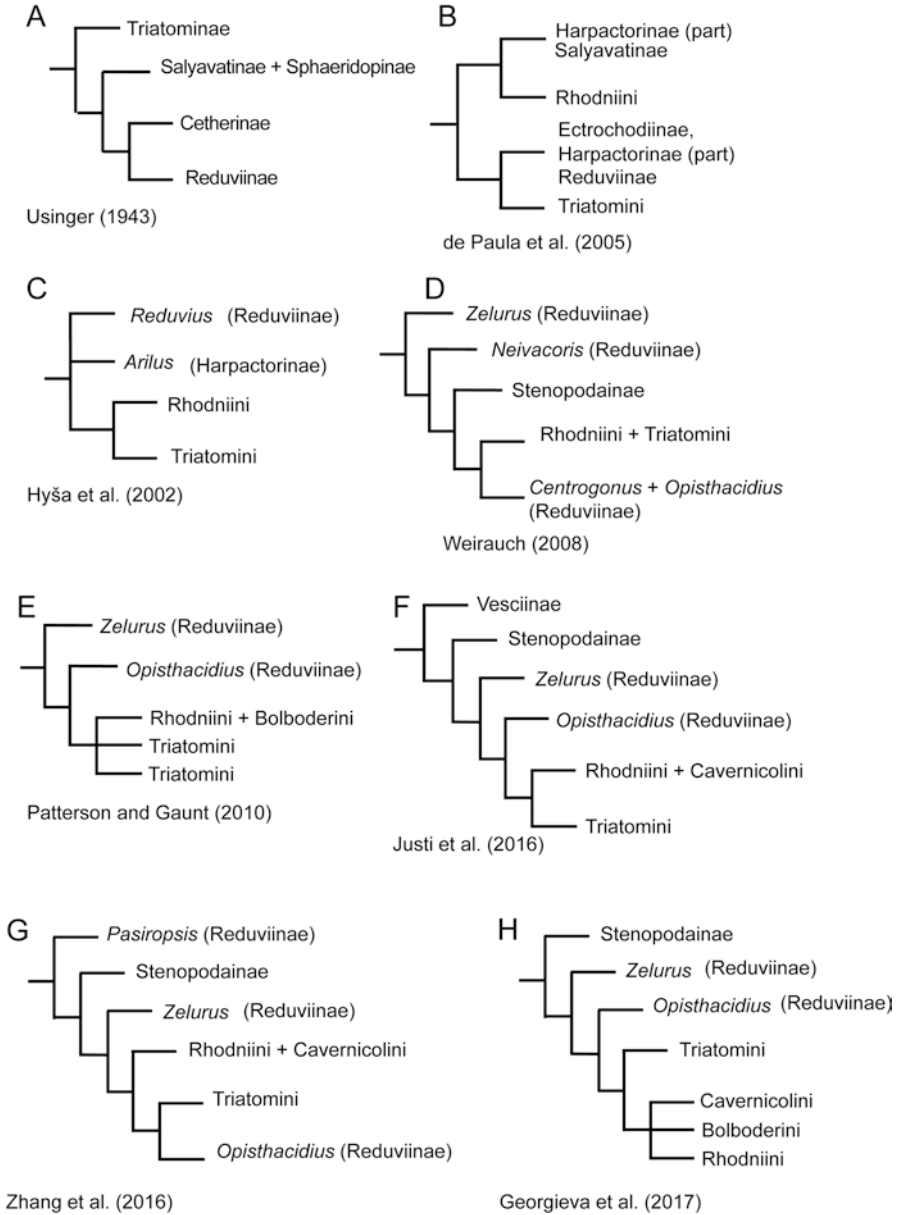 A
Triatominae
Salyavatinae + Sphaeridopinae
Cetherinae
Reduviinae
Usinger (1943)
B
Harpactorinae (part)
Salyavatinae
Rhodniini
Ectrochodiinae,
Harpactorinae (part)
Reduviinae
Triatomini
de Paula et al. (2005)
C
Reduvius (Reduviinae)
Arilus (Harpactorinae)
Rhodniini
Triatomini
Hyša et al. (2002)
D
Zelurus (Reduviinae)
Neivacoris (Reduviinae)
Stenopodainae
Rhodniini + Triatomini
Centrogonus + Opisthacidius
(Reduviinae)
Weirauch (2008)
E
Zelurus (Reduviinae)
Opisthacidius (Reduviinae)
Rhodniini + Bolboderini
Triatomini
Triatomini
Patterson and Gaunt (2010)
F
Vesciinae
Stenopodainae
Zelurus (Reduviinae)
Opisthacidius (Reduviinae)
Rhodniini + Cavernicolini
Triatomini
Justi et al. (2016)
G
Pasiropsis (Reduviinae)
Stenopodainae
Zelurus (Reduviinae)
Rhodniini + Cavernicolini
Triatomini
Opisthacidius (Reduviinae)
Zhang et al. (2016)
H
Stenopodainae
Zelurus (Reduviinae)
Opisthacidius (Reduviinae)
Triatomini
Cavernicolini
Bolboderini
Rhodniini
Georgieva et al. (2017)